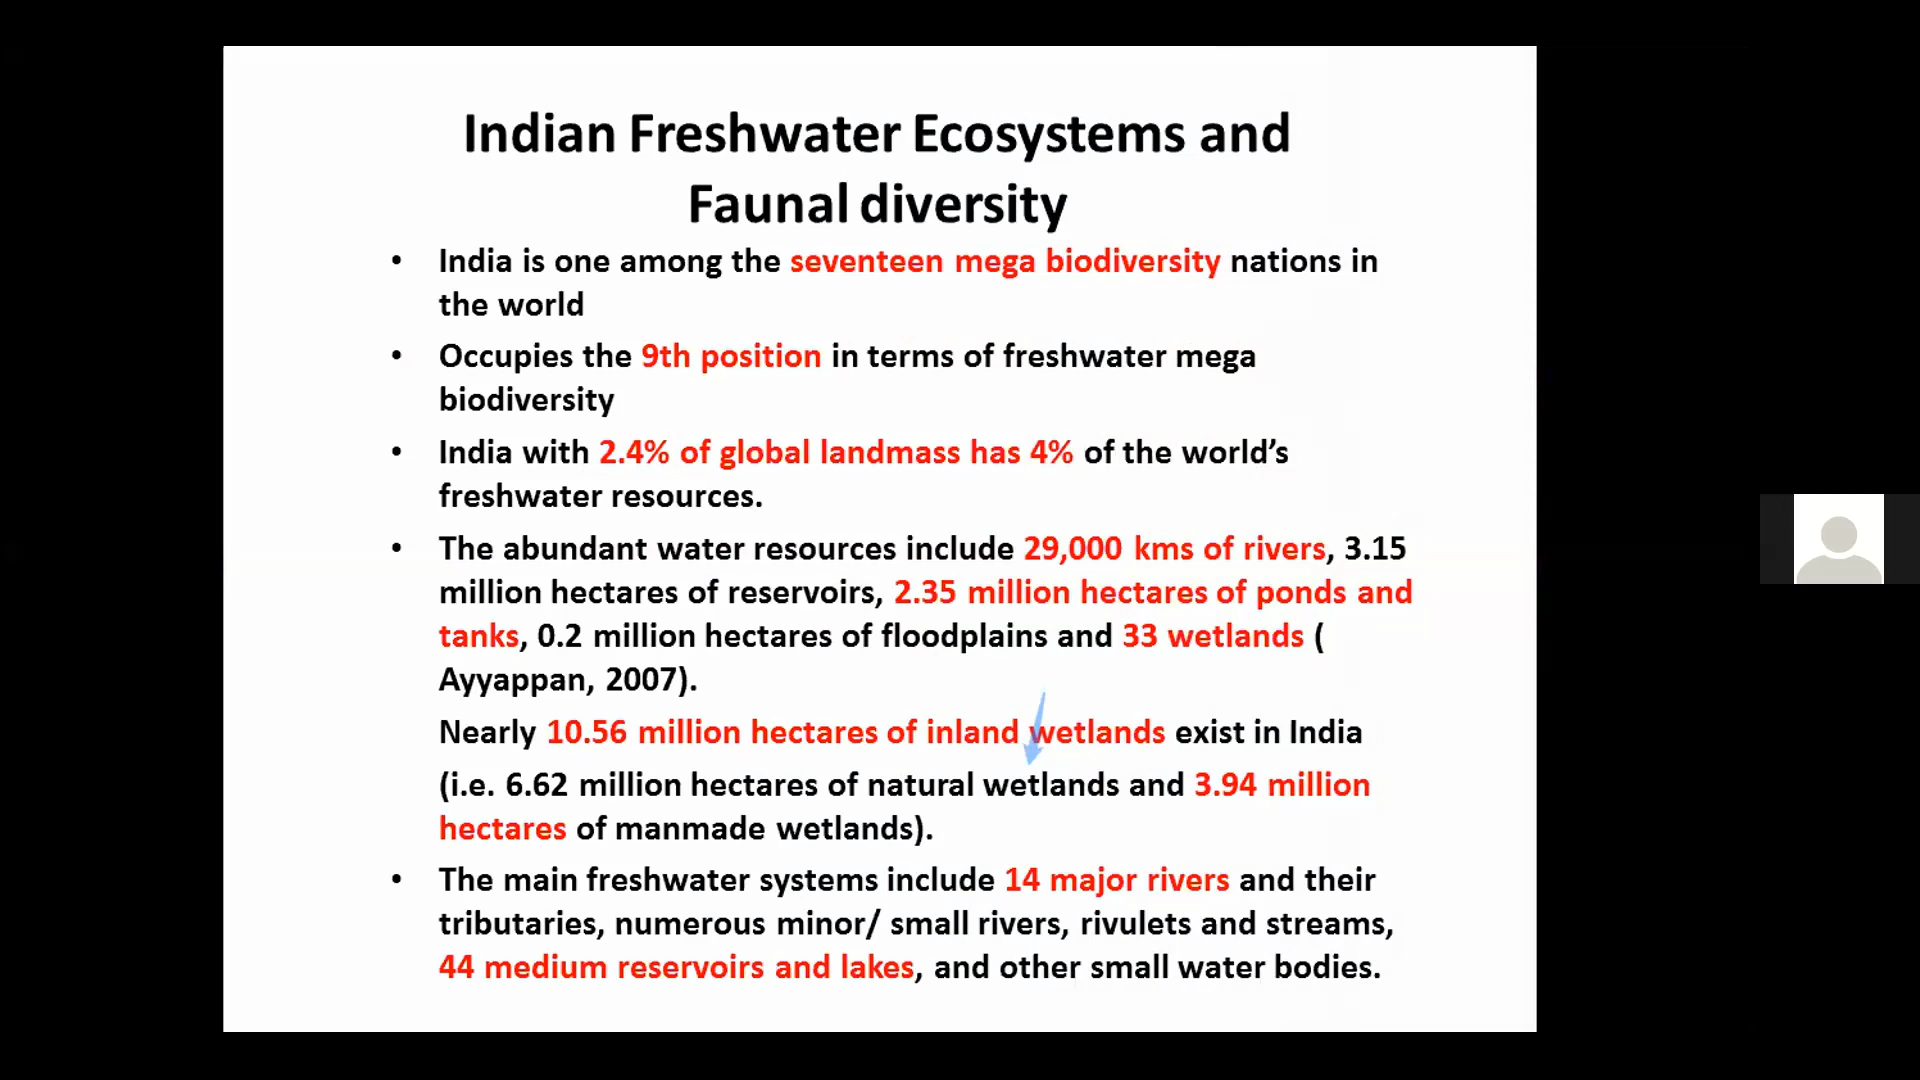 Indian Freshwater Ecosystems and
Faunal diversity
• India is one among the seventeen mega biodiversity nations in
the world
• Occupies the 9th position in terms of freshwater mega
biodiversity
• India with 2.4% of global landmass has 4% of the world’s
freshwater resources.
• The abundant water resources include 29,000 kms of rivers, 3.15
million hectares of reservoirs, 2.35 million hectares of ponds and
tanks, 0.2 million hectares of floodplains and 33 wetlands (
Ayyappan, 2007).
Nearly 10.56 million hectares of inland wetlands exist in India
(i.e. 6.62 million hectares of natural wetlands and 3.94 million
hectares of manmade wetlands).
• The main freshwater systems include 14 major rivers and their
tributaries, numerous minor/ small rivers, rivulets and streams,
44 medium reservoirs and lakes, and other small water bodies.